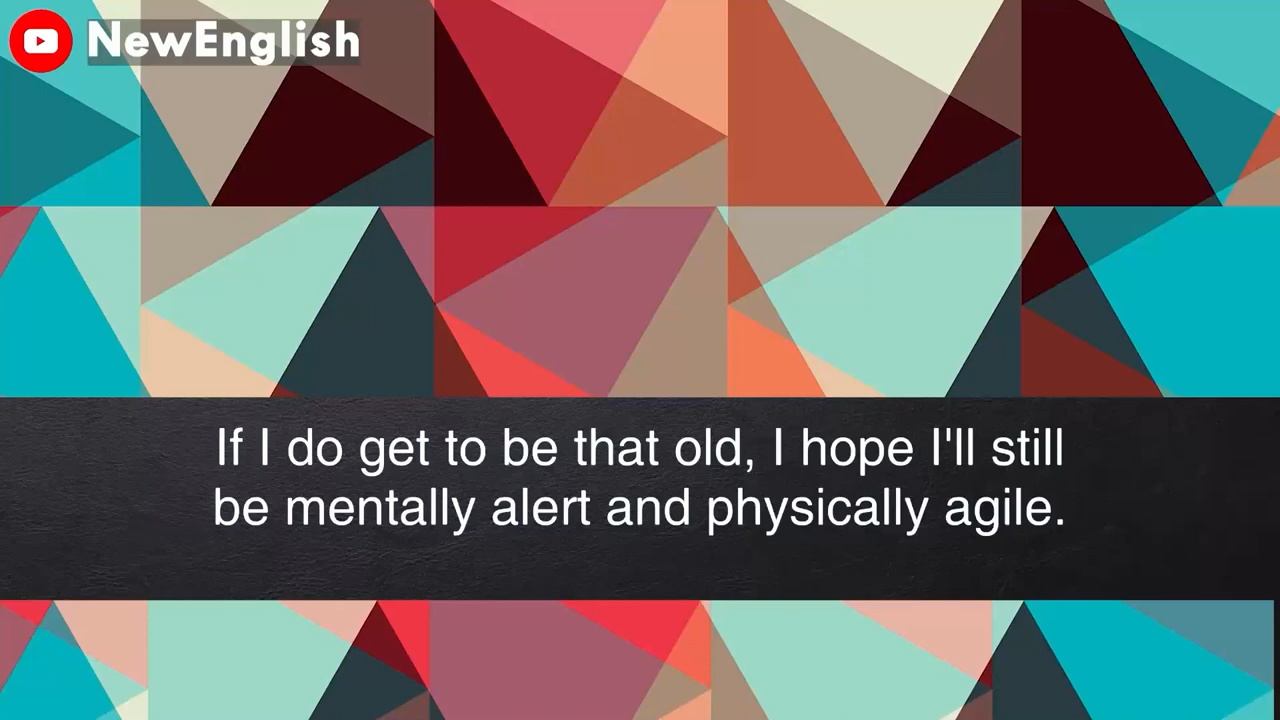 NewEnglish
If I do get to be that old, I hope I'll still
be mentally alert and physically agile.